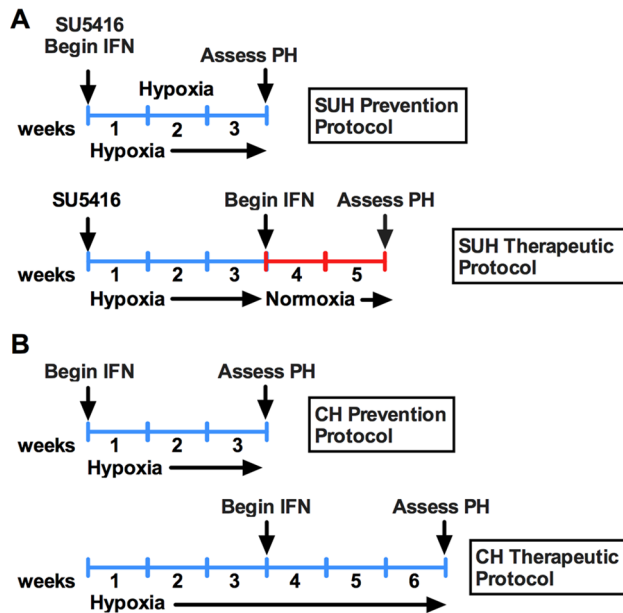 A
SU5416
Begin IFN
Assess PH
Hypoxia
SUH Prevention
Protocol
weeks 1 2 3
Hypoxia
SU5416
Begin IFN
Assess PH
SUH Therapeutic
Protocol
weeks 1 2 3 4 5
Hypoxia Normoxia
B
Begin IFN
Assess PH
CH Prevention
Protocol
weeks 1 2 3
Hypoxia
Begin IFN
Assess PH
CH Therapeutic
Protocol
weeks 1 2 3 4 5 6
Hypoxia